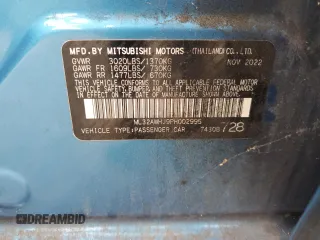 MFD.BY MITSUBISHI MOTORS (THAILAND)CO.,LTD.
GVWR 3020LBS/1370KG NOV 2022
GAWR FR 1609LBS/ 730KG
GAWR RR 1477LBS/ 670KG
THIS VEHICLE CONFORMS TO ALL APPLICABLE
FEDERAL MOTOR VEHICLE SAFETY, BUMPER AND
THEFT PREVENTION STANDARDS IN EFFECT ON
THE DATE OF MANUFACTURE SHOWN ABOVE.
VEHICLE TYPE:PASSENGER CAR 7430B728
DREAMBID